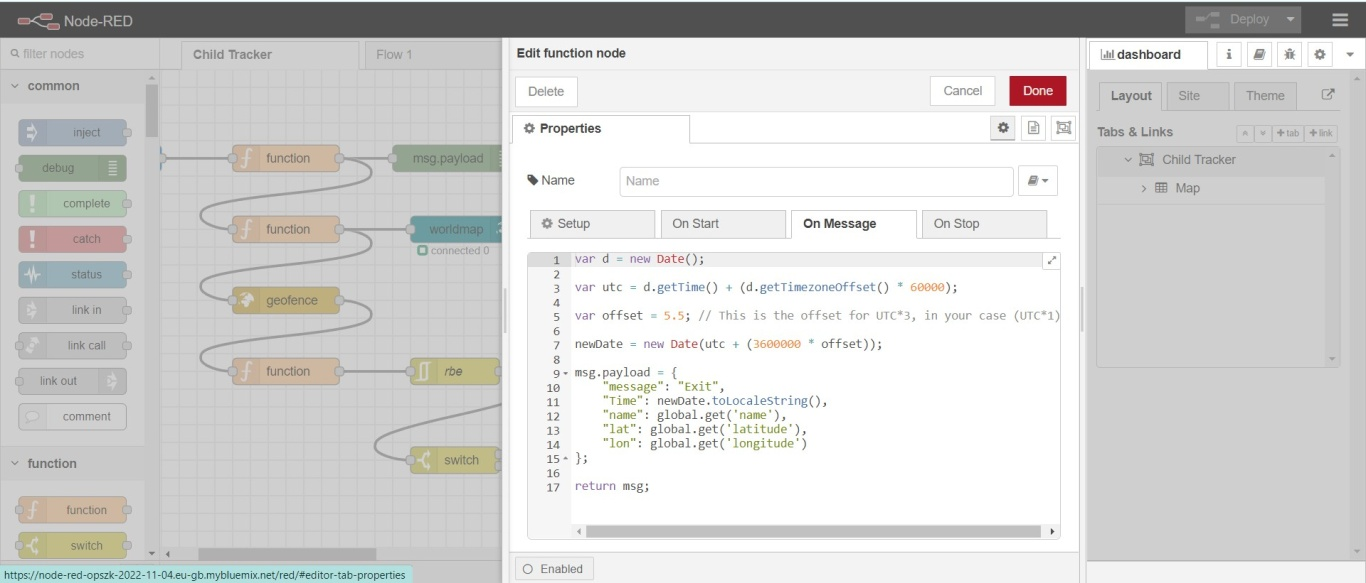 Node-RED
Deploy
filter nodes
Child Tracker
Flow 1
common
inject
debug
complete
catch
status
link in
link call
link out
comment
function
function
switch
function
msg.payload
function
worldmap
connected 0
geofence
function
rbe
switch
Edit function node
Delete
Cancel
Done
Properties
Name
Name
Setup
On Start
On Message
On Stop
1 var d = new Date();
2
3 var utc = d.getTime() + (d.getTimezoneOffset() * 60000);
4
5 var offset = 5.5; // This is the offset for UTC*3, in your case (UTC*1)
6
7 newDate = new Date(utc + (3600000 * offset));
8
9 msg.payload = {
10 "message": "Exit",
11 "Time": newDate.toLocaleString(),
12 "name": global.get('name'),
13 "lat": global.get('latitude'),
14 "lon": global.get('longitude')
15 };
16
17 return msg;
Enabled
dashboard
i
Layout
Site
Theme
Tabs & Links
+tab
+link
Child Tracker
Map
https://node-red-opszk-2022-11-04.eu-gb.mybluemix.net/red/#editor-tab-properties